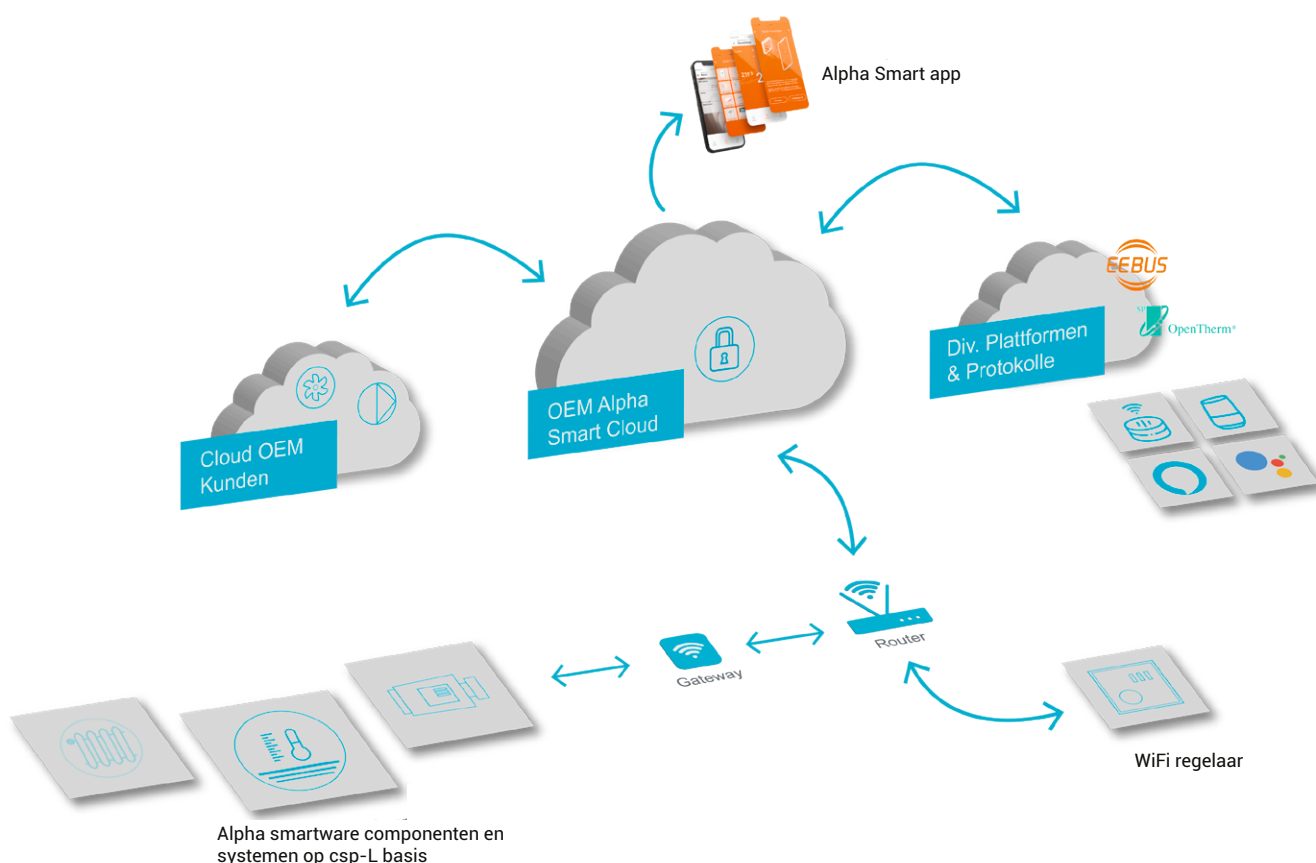 Alpha Smart app
EEBUS
OpenTherm®
Div. Plattformen
& Protokolle
OEM Alpha
Smart Cloud
Cloud OEM
Kunden
Router
Gateway
WiFi regelaar
Alpha smartware componenten en
systemen op csp-L basis